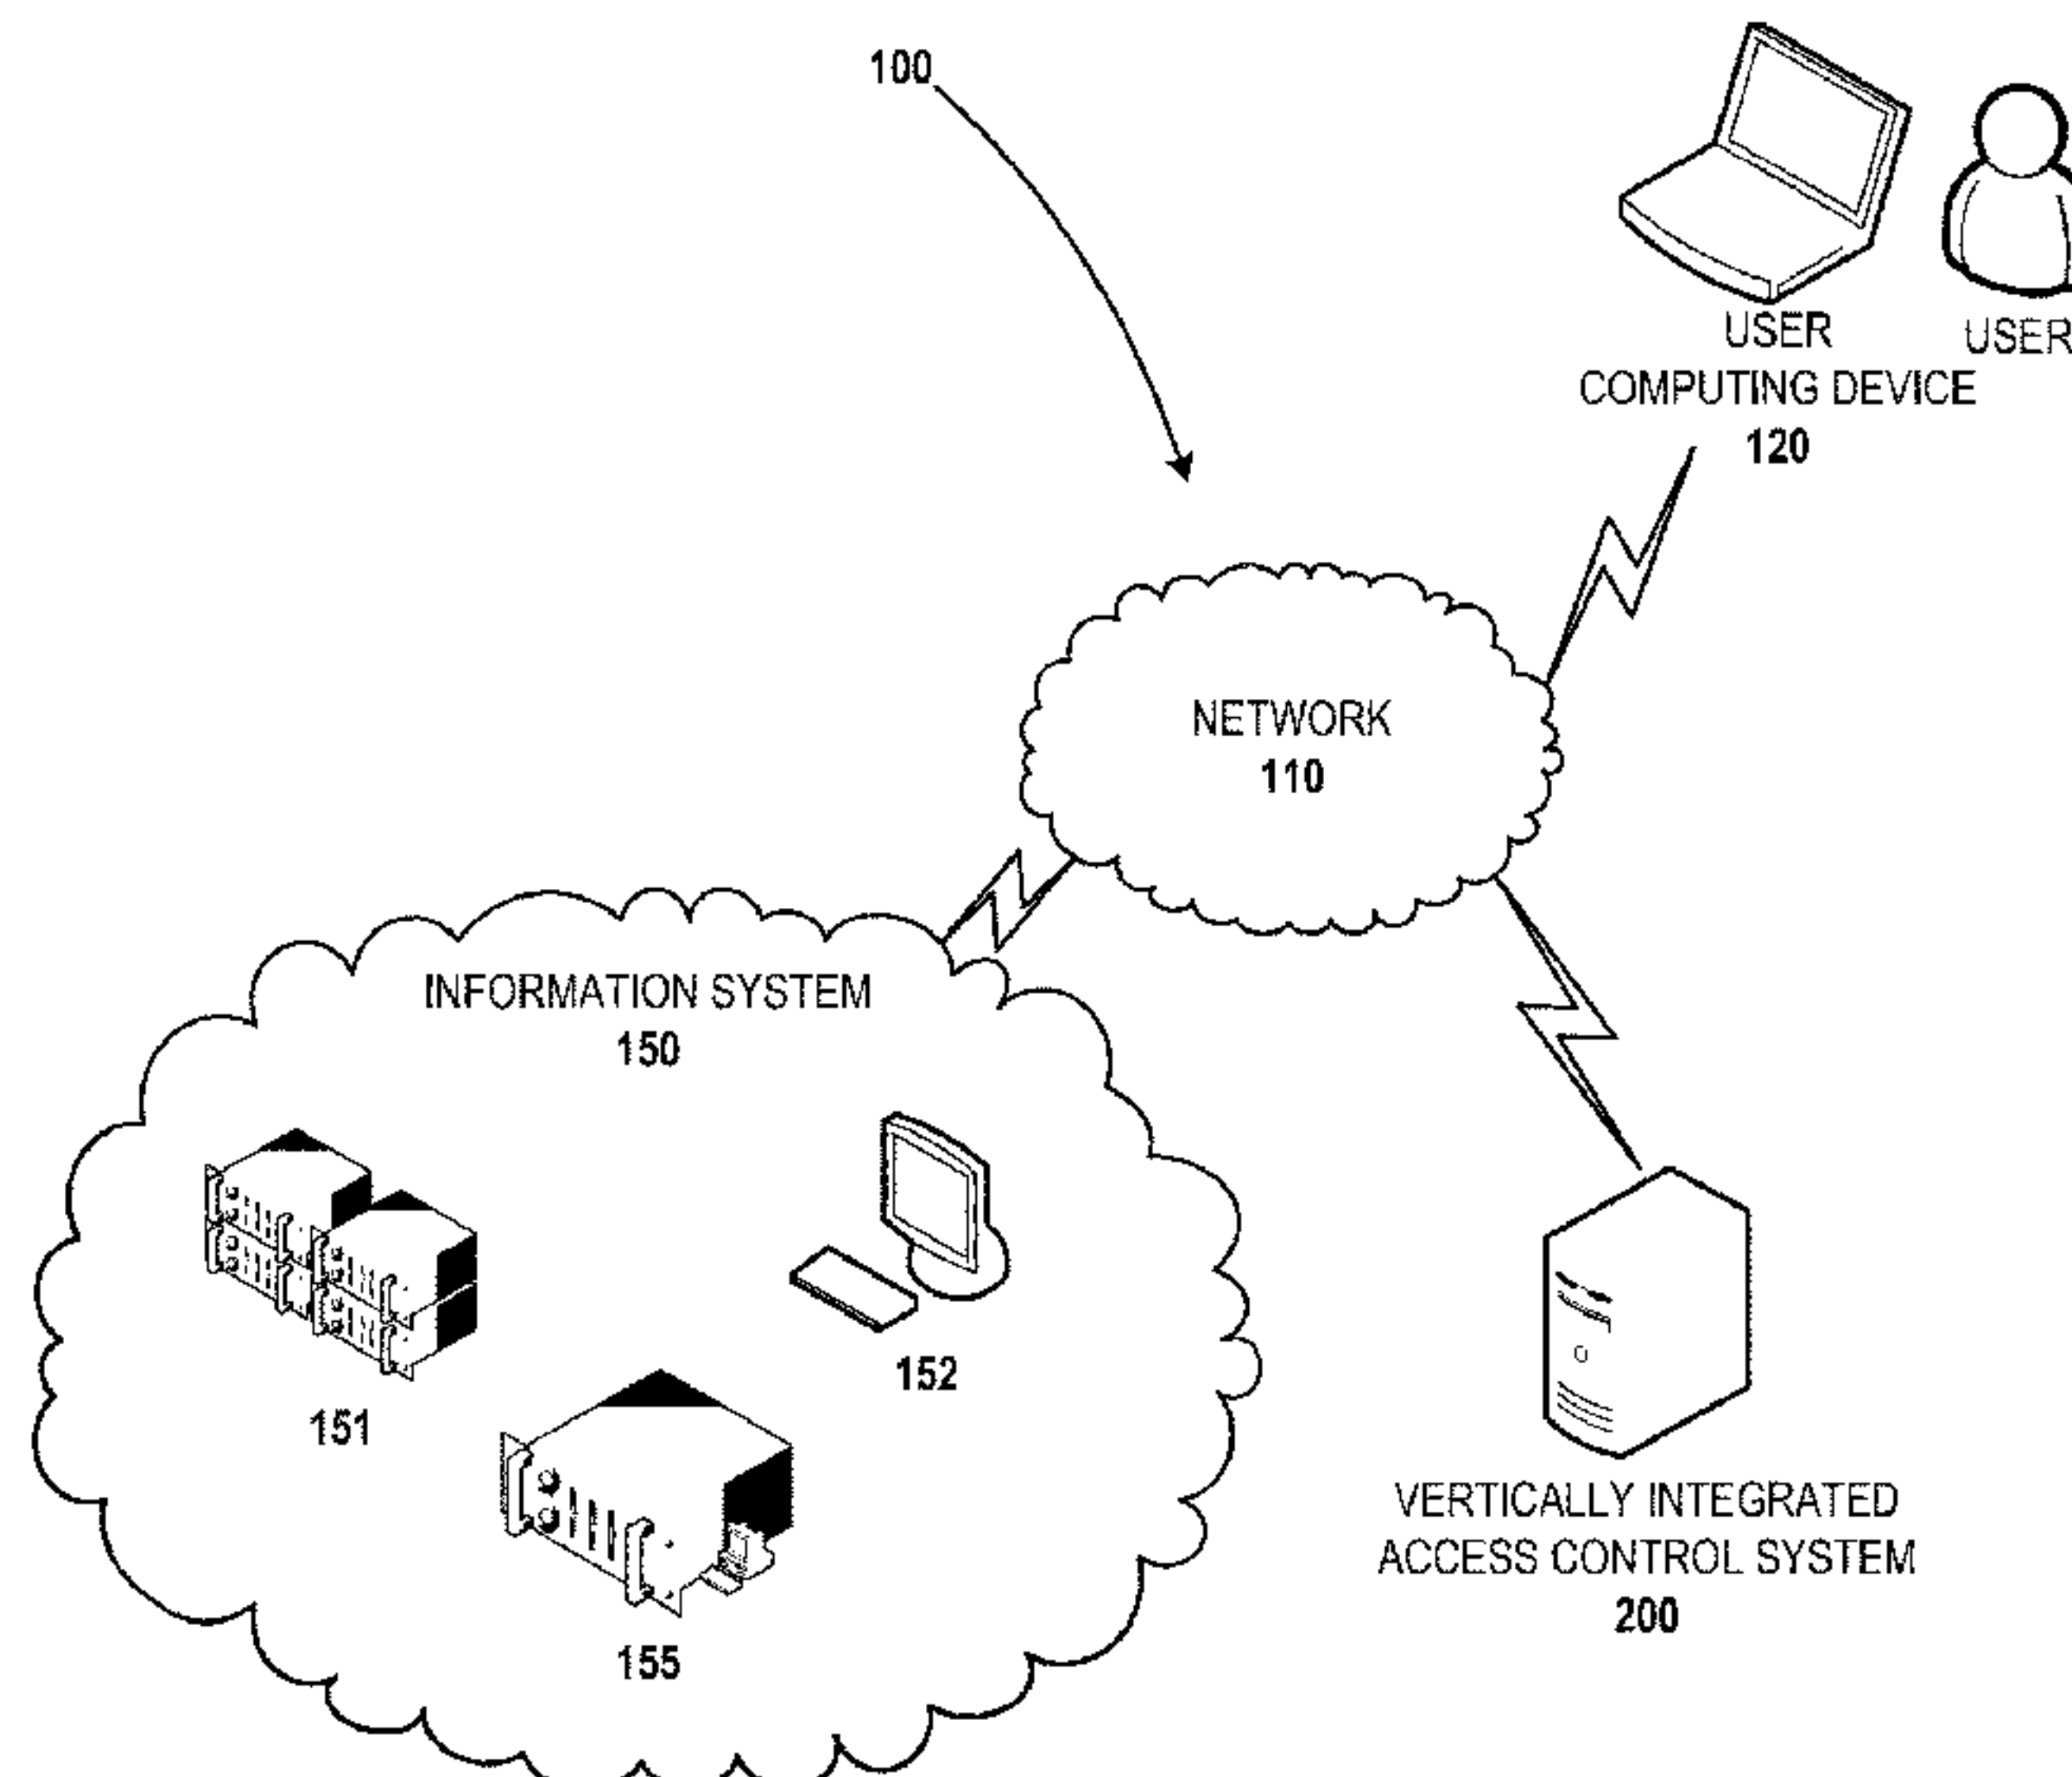 100
USER
COMPUTING DEVICE
120
USER
NETWORK
110
INFORMATION SYSTEM
150
151
152
155
VERTICALLY INTEGRATED
ACCESS CONTROL SYSTEM
200